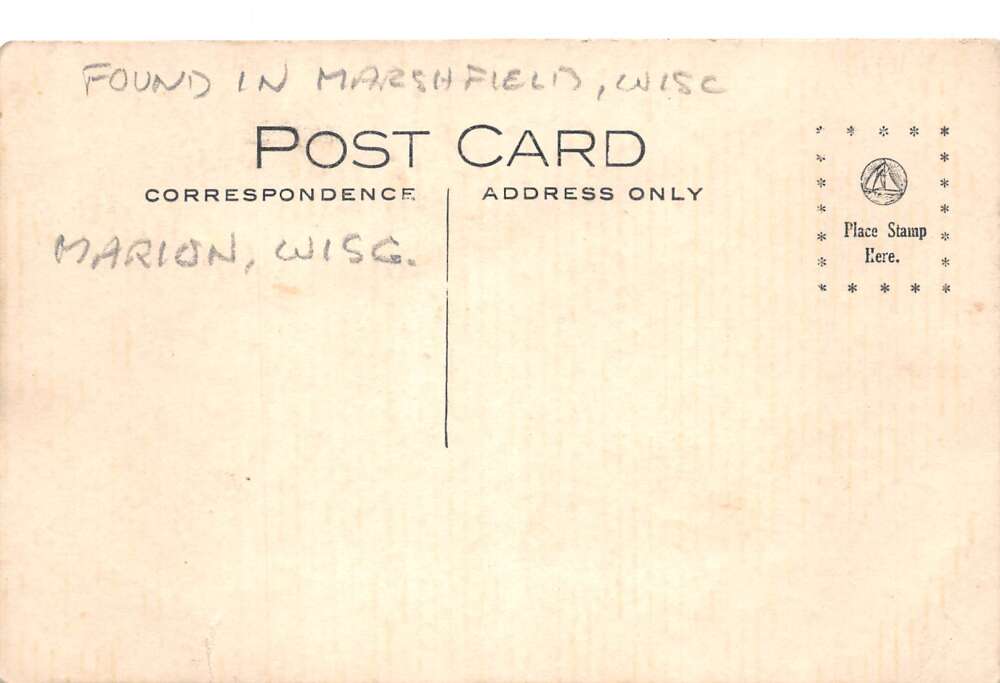 FOUND IN MARSHFIELD, WISC
POST CARD
CORRESPONDENCE
ADDRESS ONLY
MARION, WISC.
Place Stamp
Here.